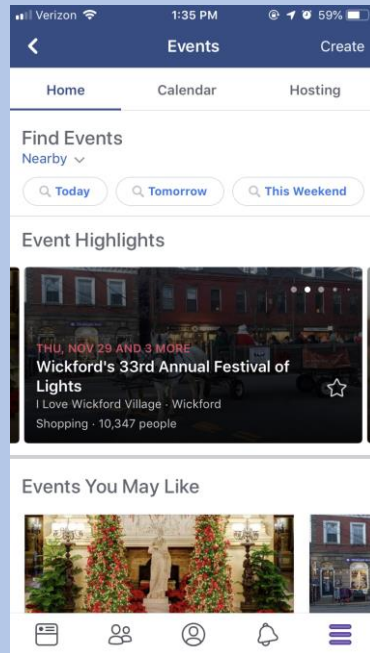 Verizon 1:35 PM 59%
Events Create
Home Calendar Hosting
Find Events
Nearby
Today Tomorrow This Weekend
Event Highlights
THU, NOV 29 AND 3 MORE
Wickford's 33rd Annual Festival of
Lights
I Love Wickford Village · Wickford
Shopping · 10,347 people
Events You May Like